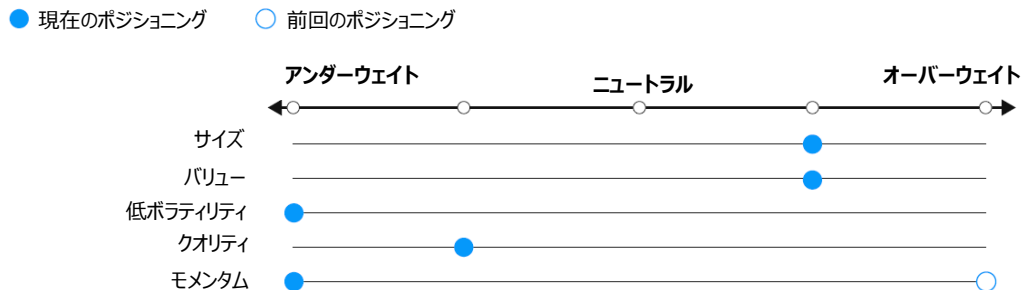 現在のポジショニング 前回のポジショニング
アンダーウェイト ニュートラル オーバーウェイト
サイズ
バリュー
低ボラティリティ
クオリティ
モメンタム